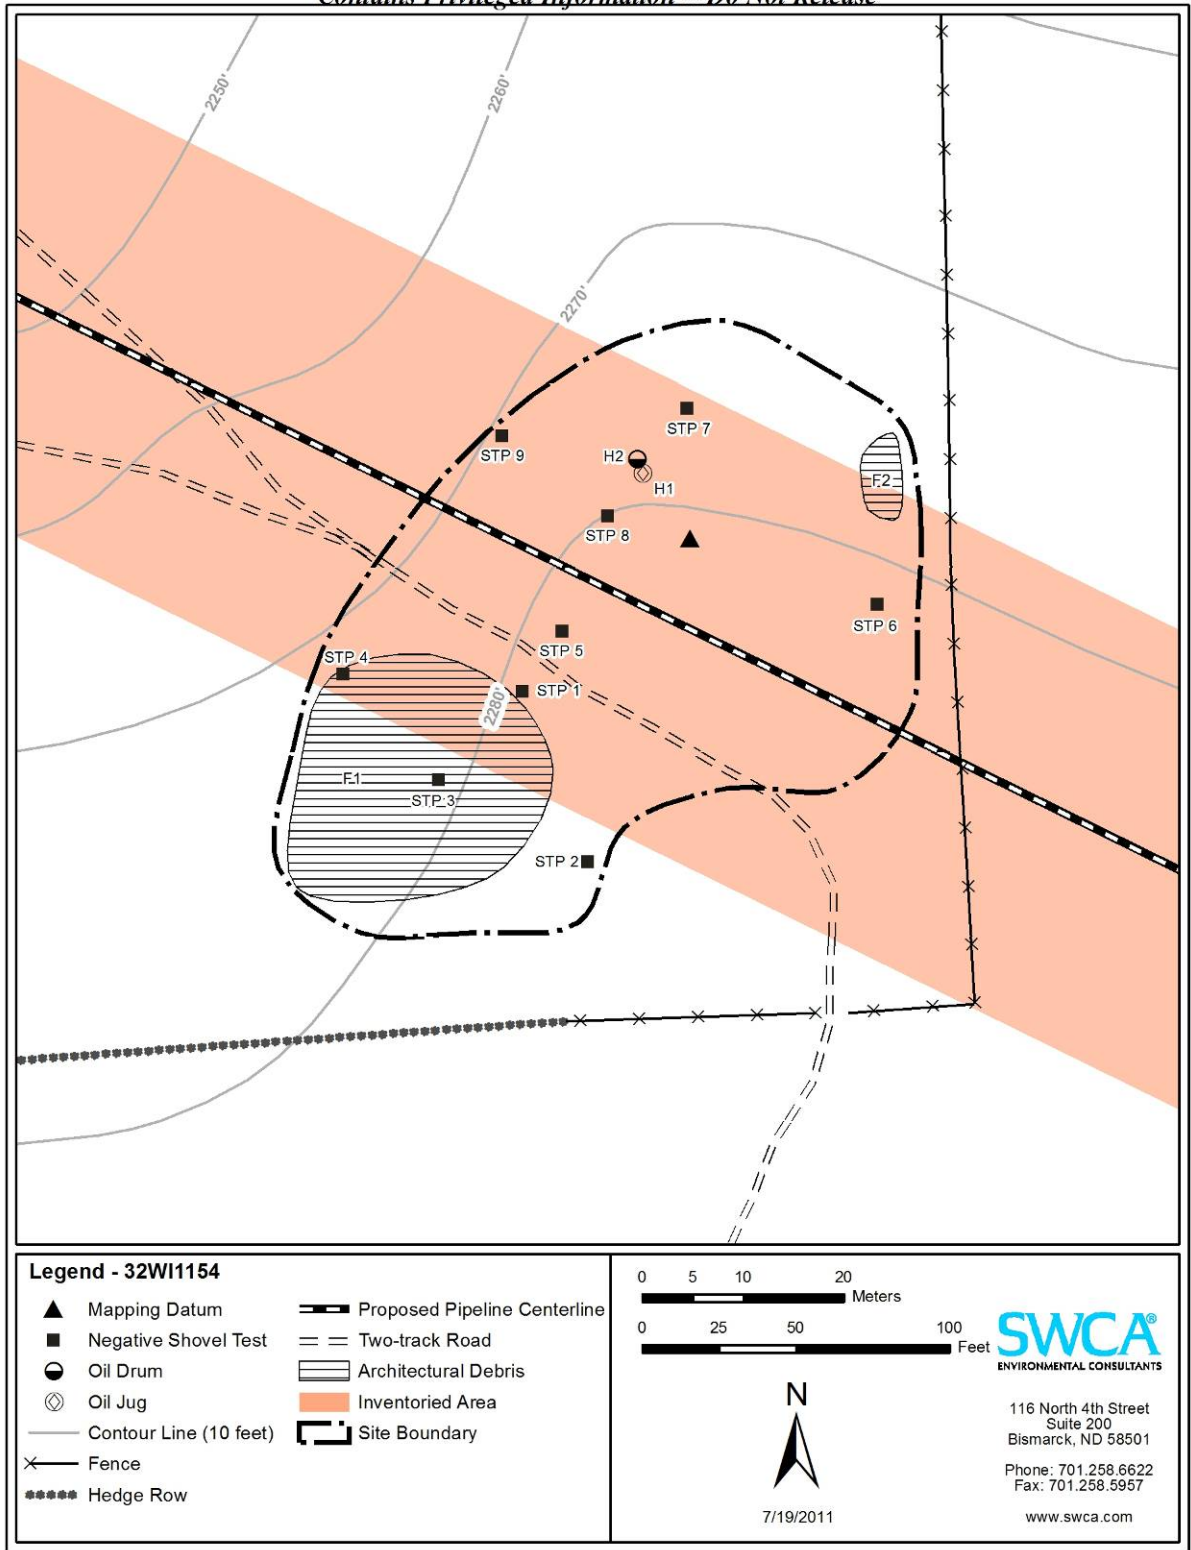 Contains Privileged Information – Do Not Release
2250'
2260'
2270'
STP 7
STP 9
H2
H1
F2
STP 8
STP 6
STP 5
STP 4
STP 1
2280'
F1
STP 3
STP 2
Legend - 32WI1154
Mapping Datum
Negative Shovel Test
Oil Drum
Oil Jug
Contour Line (10 feet)
Fence
Hedge Row
Proposed Pipeline Centerline
Two-track Road
Architectural Debris
Inventoried Area
Site Boundary
0 5 10 20
Meters
0 25 50 100
Feet
N
7/19/2011
SWCA®
ENVIRONMENTAL CONSULTANTS
116 North 4th Street
Suite 200
Bismarck, ND 58501
Phone: 701.258.6622
Fax: 701.258.5957
www.swca.com